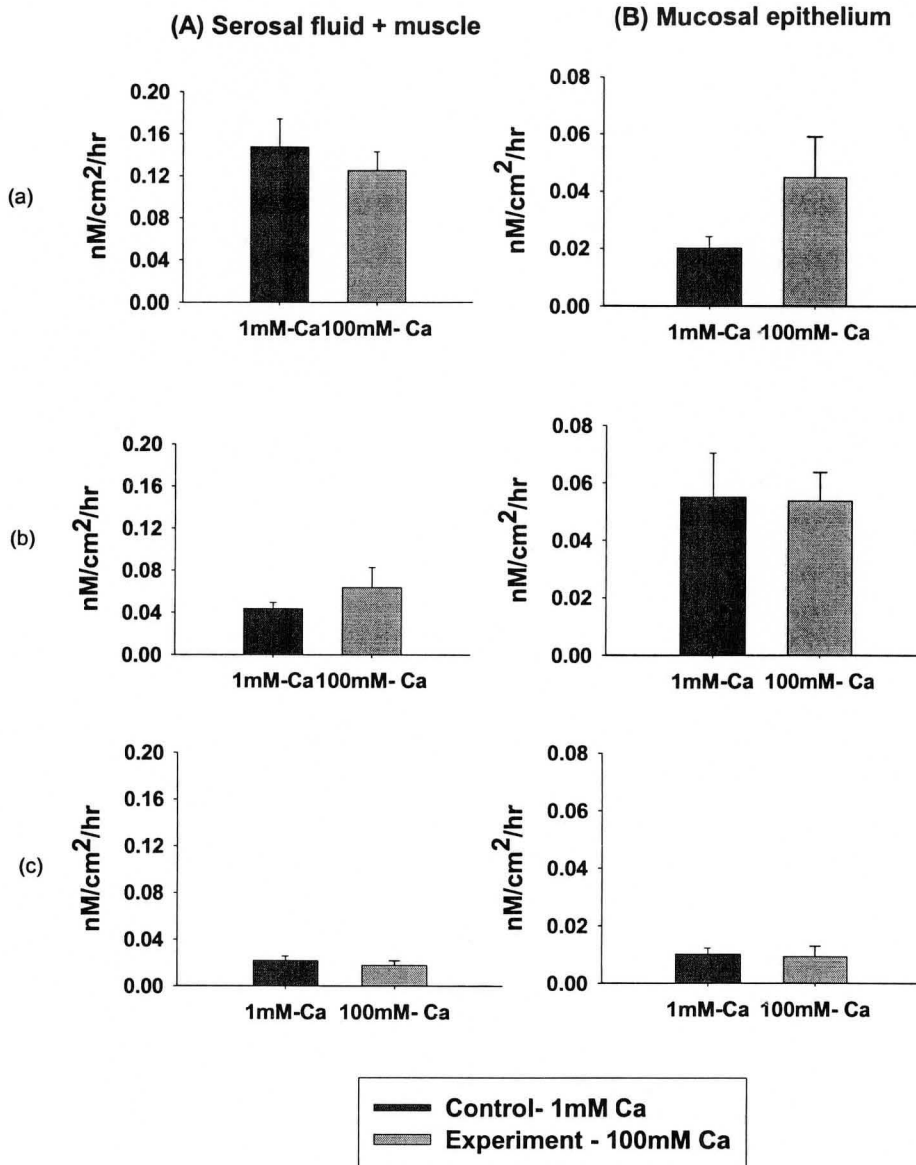 (A) Serosal fluid + muscle
(B) Mucosal epithelium
(a)
nM/cm2/hr
0.20
0.16
0.12
0.08
0.04
0.00
1mM-Ca 100mM- Ca
nM/cm2/hr
0.08
0.06
0.04
0.02
0.00
1mM-Ca 100mM- Ca
(b)
nM/cm2/hr
0.20
0.16
0.12
0.08
0.04
0.00
1mM-Ca 100mM- Ca
nM/cm2/hr
0.08
0.06
0.04
0.02
0.00
1mM-Ca 100mM- Ca
(c)
nM/cm2/hr
0.20
0.16
0.12
0.08
0.04
0.00
1mM-Ca 100mM- Ca
nM/cm2/hr
0.08
0.06
0.04
0.02
0.00
1mM-Ca 100mM- Ca
Control- 1mM Ca
Experiment - 100mM Ca